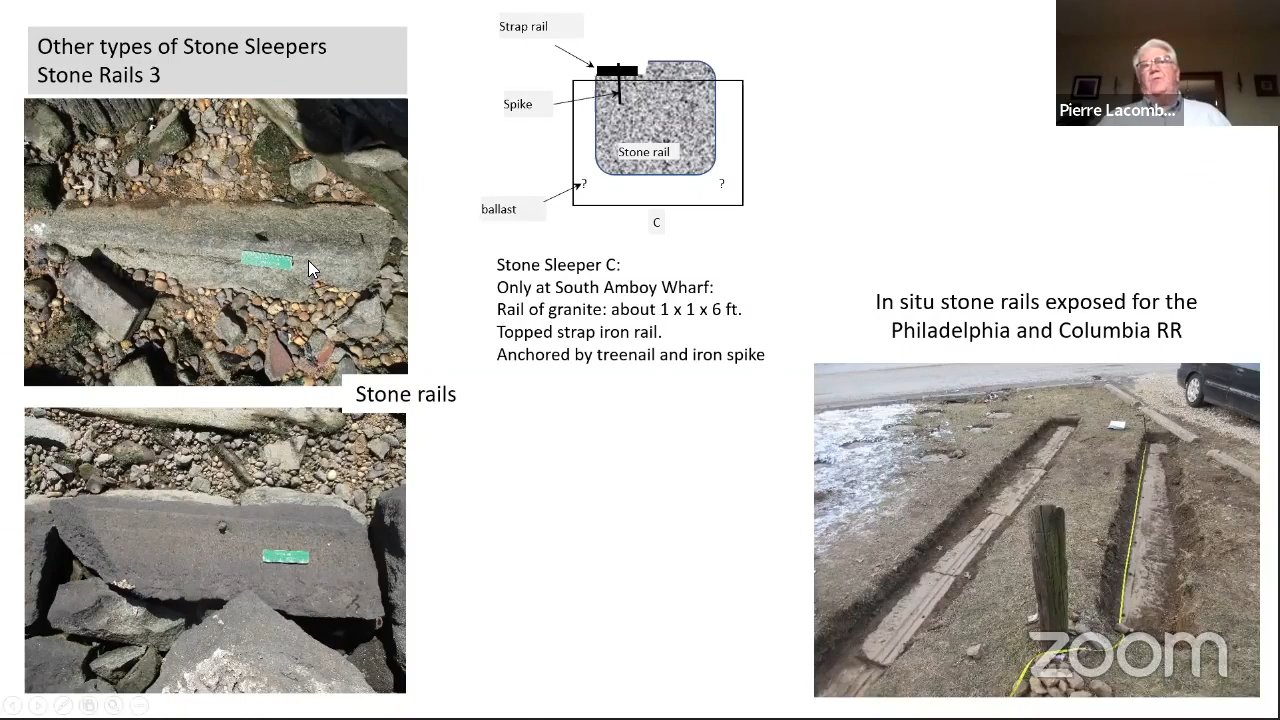 Other types of Stone Sleepers
Stone Rails 3
Strap rail
Spike
Stone rail
?
?
ballast
C
Stone Sleeper C:
Only at South Amboy Wharf:
Rail of granite: about 1 x 1 x 6 ft.
Topped strap iron rail.
Anchored by treenail and iron spike
Stone rails
In situ stone rails exposed for the
Philadelphia and Columbia RR
Pierre Lacomb...
zoom